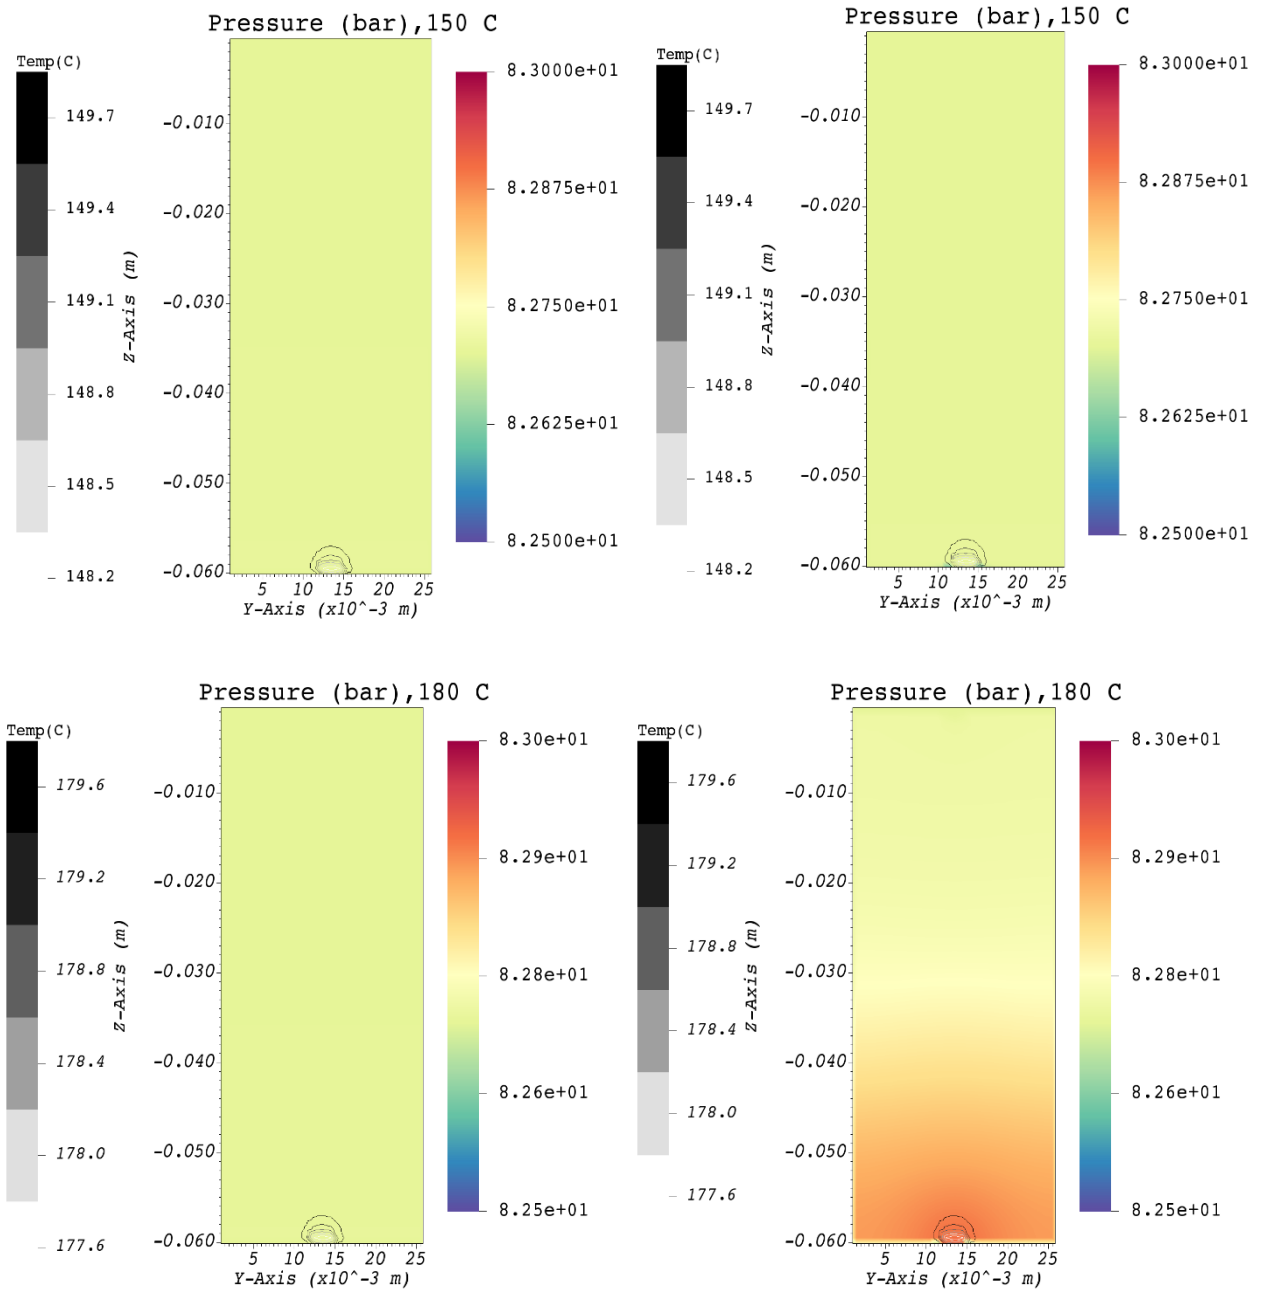 Pressure (bar),150 C
Temp(C)
149.7
149.4
149.1
148.8
148.5
148.2
Z-Axis (m)
-0.010
-0.020
-0.030
-0.040
-0.050
-0.060
5 10 15 20 25
Y-Axis (x10^-3 m)
8.3000e+01
8.2875e+01
8.2750e+01
8.2625e+01
8.2500e+01
Pressure (bar),150 C
Temp(C)
149.7
149.4
149.1
148.8
148.5
148.2
Z-Axis (m)
-0.010
-0.020
-0.030
-0.040
-0.050
-0.060
5 10 15 20 25
Y-Axis (x10^-3 m)
8.3000e+01
8.2875e+01
8.2750e+01
8.2625e+01
8.2500e+01
Pressure (bar),180 C
Temp(C)
179.6
179.2
178.8
178.4
178.0
177.6
Z-Axis (m)
-0.010
-0.020
-0.030
-0.040
-0.050
-0.060
5 10 15 20 25
Y-Axis (x10^-3 m)
8.30e+01
8.29e+01
8.28e+01
8.26e+01
8.25e+01
Pressure (bar),180 C
Temp(C)
179.6
179.2
178.8
178.4
178.0
177.6
Z-Axis (m)
-0.010
-0.020
-0.030
-0.040
-0.050
-0.060
5 10 15 20 25
Y-Axis (x10^-3 m)
8.30e+01
8.29e+01
8.28e+01
8.26e+01
8.25e+01